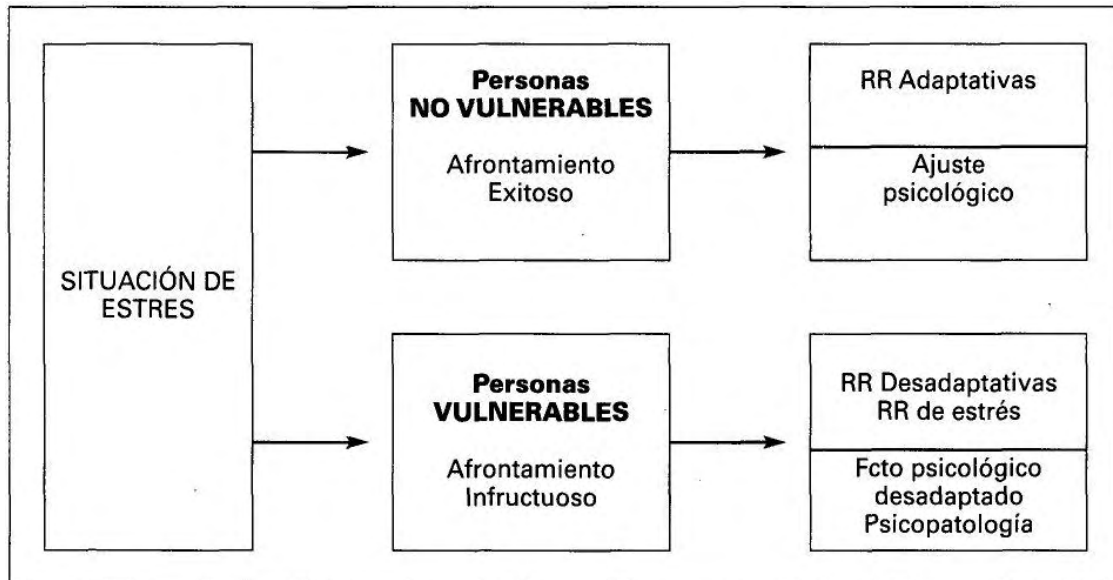 SITUACIÓN DE
ESTRES
Personas
NO VULNERABLES
Afrontamiento
Exitoso
RR Adaptativas
Ajuste
psicológico
Personas
VULNERABLES
Afrontamiento
Infructuoso
RR Desadaptativas
RR de estrés
Fcto psicológico
desadaptado
Psicopatología